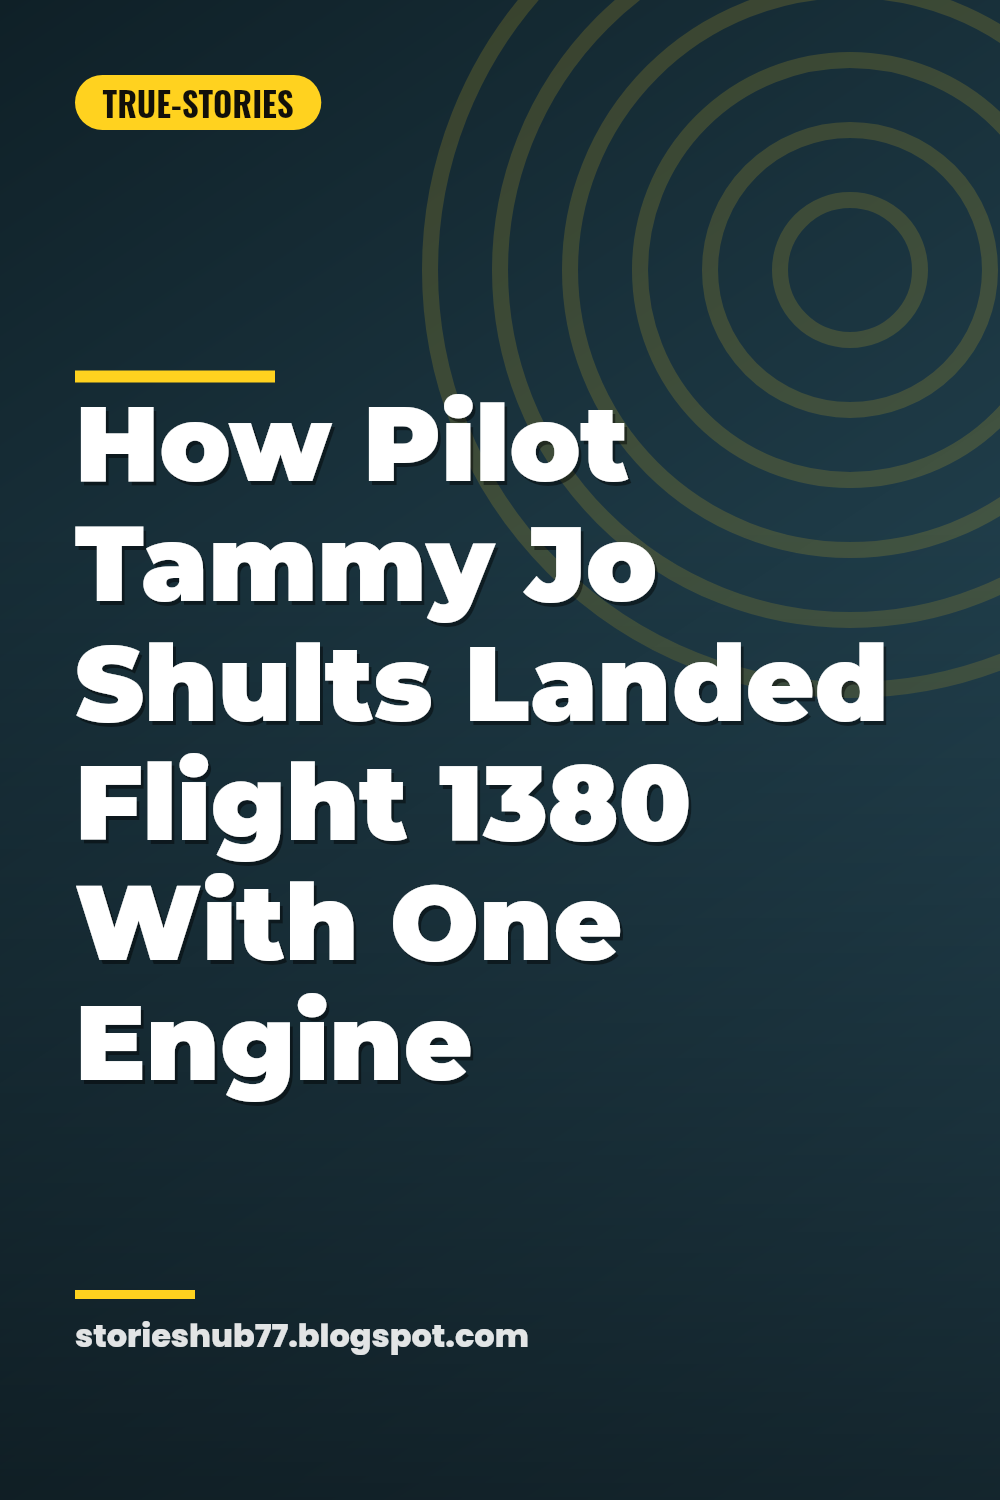 TRUE-STORIES
How Pilot
Tammy Jo
Shults Landed
Flight 1380
With One
Engine
storieshub77.blogspot.com